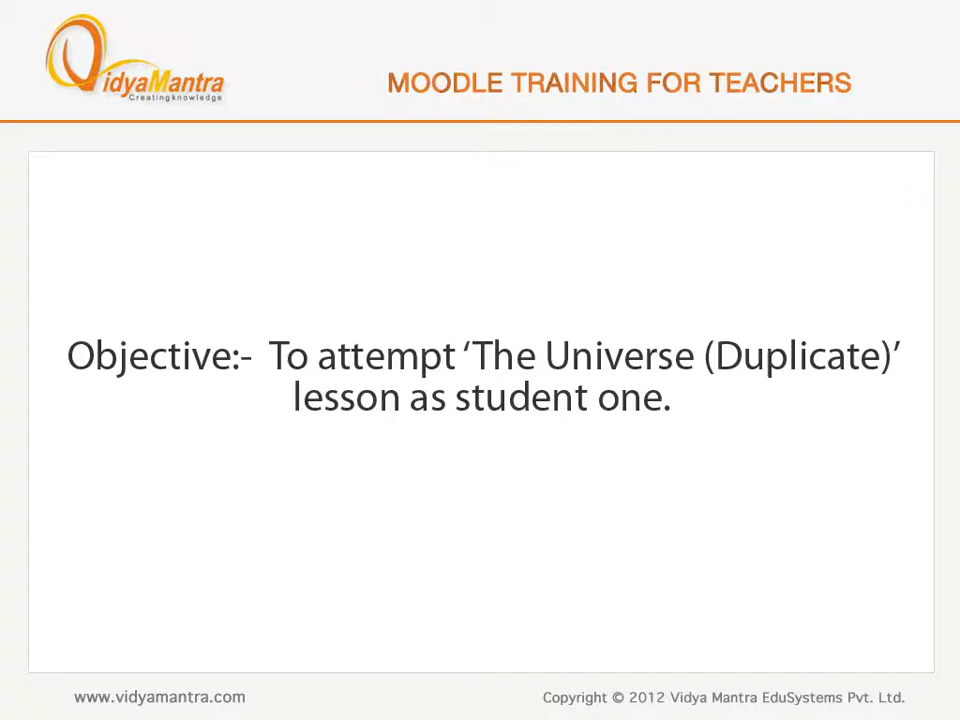 VidyaMantra
Creatingknowledge
MOODLE TRAINING FOR TEACHERS
Objective:-  To attempt ‘The Universe (Duplicate)’
lesson as student one.
www.vidyamantra.com
Copyright © 2012 Vidya Mantra EduSystems Pvt. Ltd.